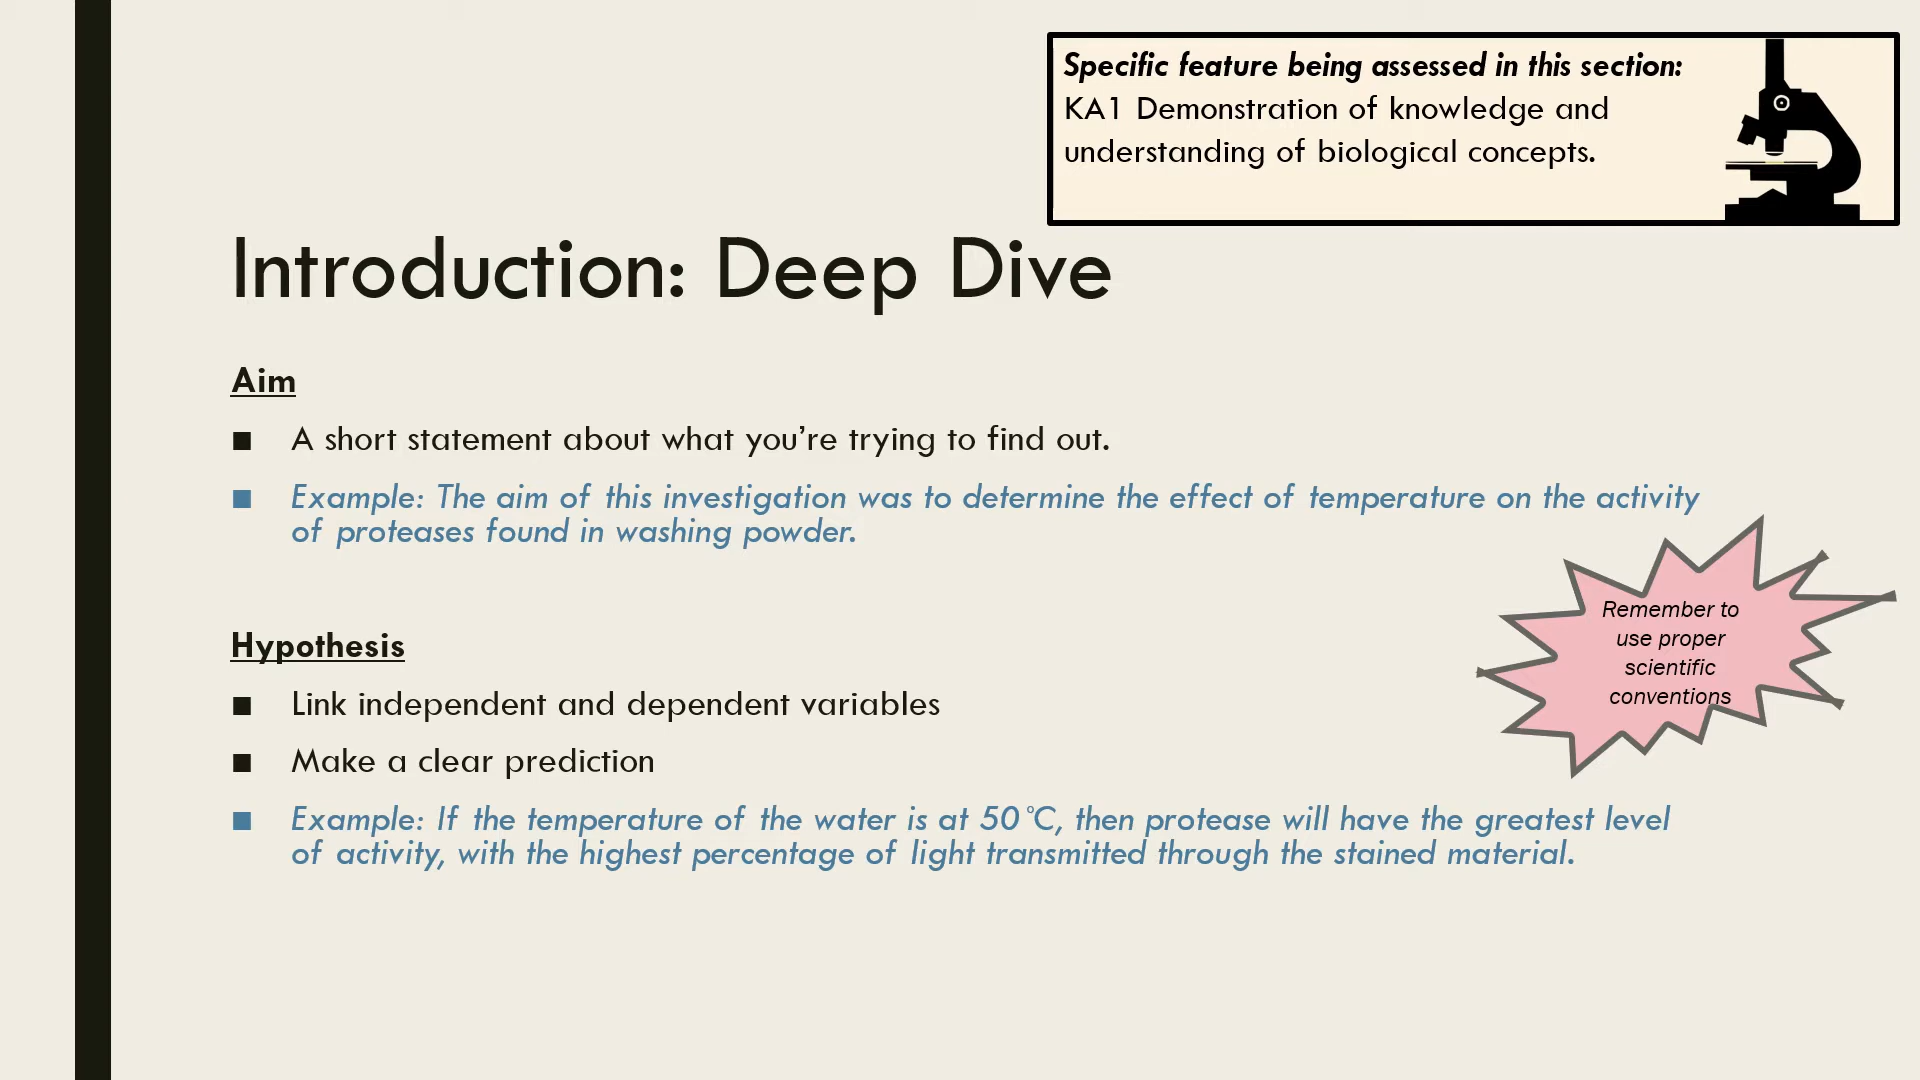 Specific feature being assessed in this section:
KA1 Demonstration of knowledge and
understanding of biological concepts.
Introduction: Deep Dive
Aim
■ A short statement about what you’re trying to find out.
■ Example: The aim of this investigation was to determine the effect of temperature on the activity
of proteases found in washing powder.
Remember to
use proper
scientific
conventions
Hypothesis
■ Link independent and dependent variables
■ Make a clear prediction
■ Example: If the temperature of the water is at 50°C, then protease will have the greatest level
of activity, with the highest percentage of light transmitted through the stained material.